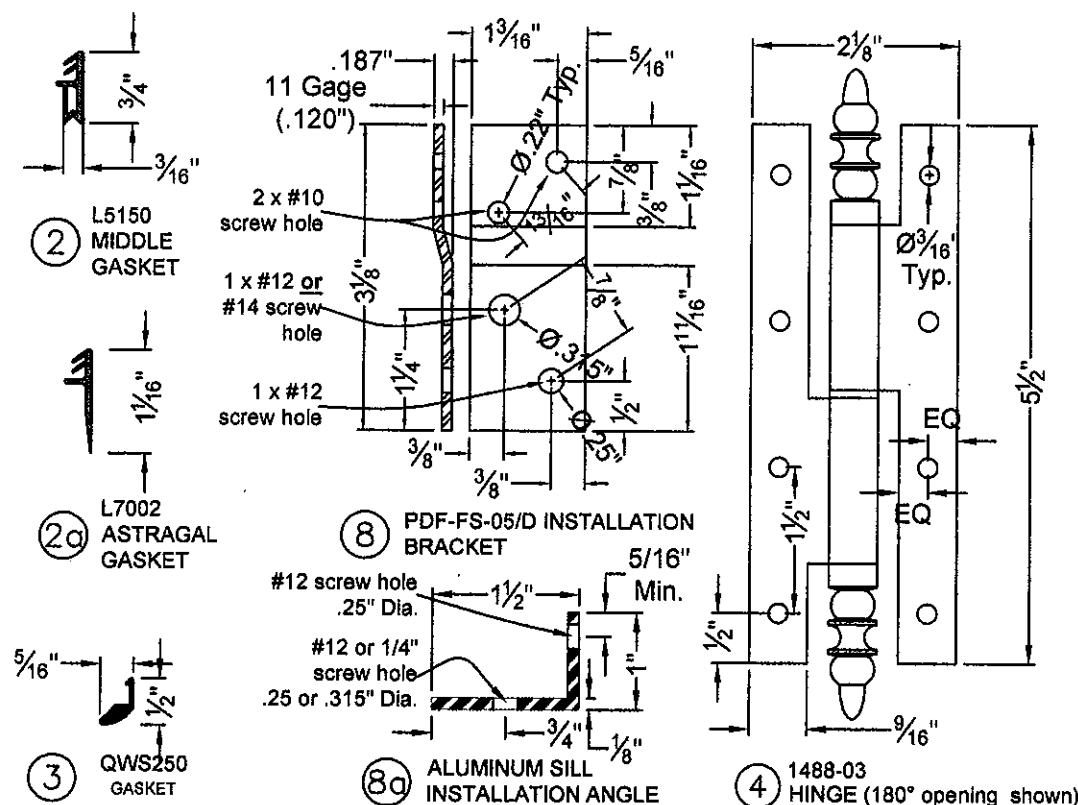 3/4"
3/16"
2
L5150
MIDDLE
GASKET
1 1/16"
2a
L7002
ASTRAGAL
GASKET
5/16"
1/2"
3
QWS250
GASKET
1 3/16"
.187"
5/16"
11 Gage
(.120")
Ø.22" Typ.
7/8"
3/8"
1 1/16"
2 x #10
screw hole
13/16"
3 1/8"
1 x #12 or
#14 screw
hole
7/8"
1 11/16"
Ø.315"
1 1/4"
1 x #12
screw hole
1/2"
Ø.25"
3/8"
3/8"
8
PDF-FS-05/D INSTALLATION
BRACKET
#12 screw hole
.25" Dia.
1 1/2"
5/16"
Min.
#12 or 1/4"
screw hole
.25 or .315" Dia.
1"
3/4"
1/8"
8a
ALUMINUM SILL
INSTALLATION ANGLE
2 1/8"
Ø3/16'
Typ.
5 1/2"
EQ
EQ
1 1/2"
1/2"
9/16"
4
1488-03
HINGE (180° opening shown)